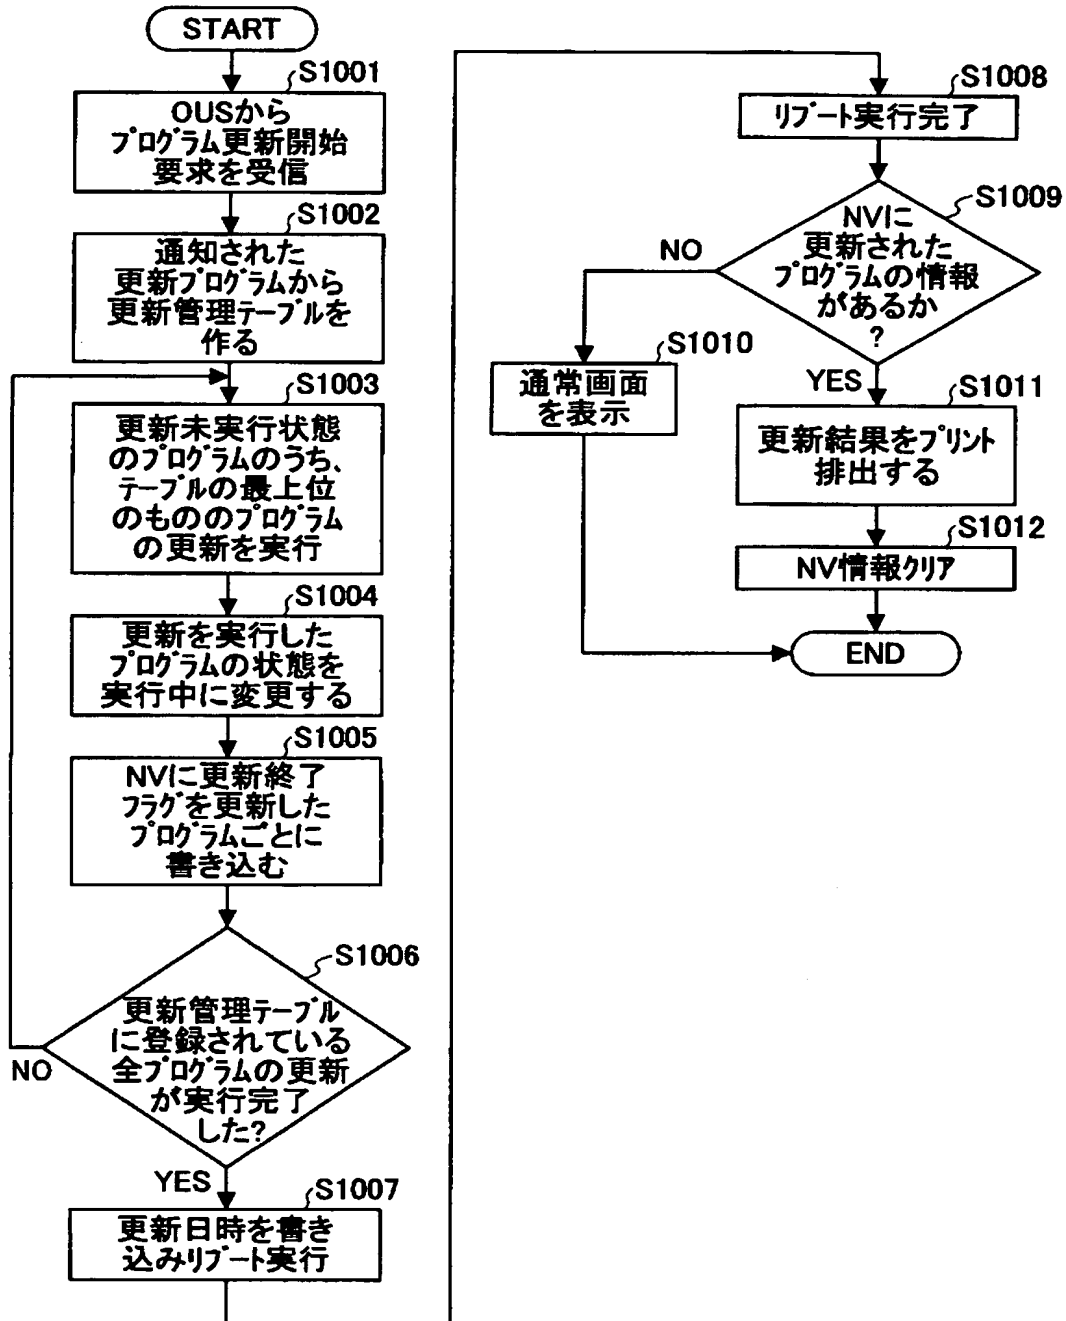 START
S1001
OUSから
プログラム更新開始
要求を受信
S1002
通知された
更新プログラムから
更新管理テーブルを
作る
S1003
更新未実行状態
のプログラムのうち、
テーブルの最上位
のもののプログラム
の更新を実行
S1004
更新を実行した
プログラムの状態を
実行中に変更する
S1005
NVに更新終了
フラグを更新した
プログラムごとに
書き込む
S1006
更新管理テーブル
に登録されている
全プログラムの更新
が実行完了
した?
NO
YES
S1007
更新日時を書き
込みリブート実行
S1008
リブート実行完了
S1009
NVに
更新された
プログラムの情報
があるか
?
NO
S1010
通常画面
を表示
YES
S1011
更新結果をプリント
排出する
S1012
NV情報クリア
END